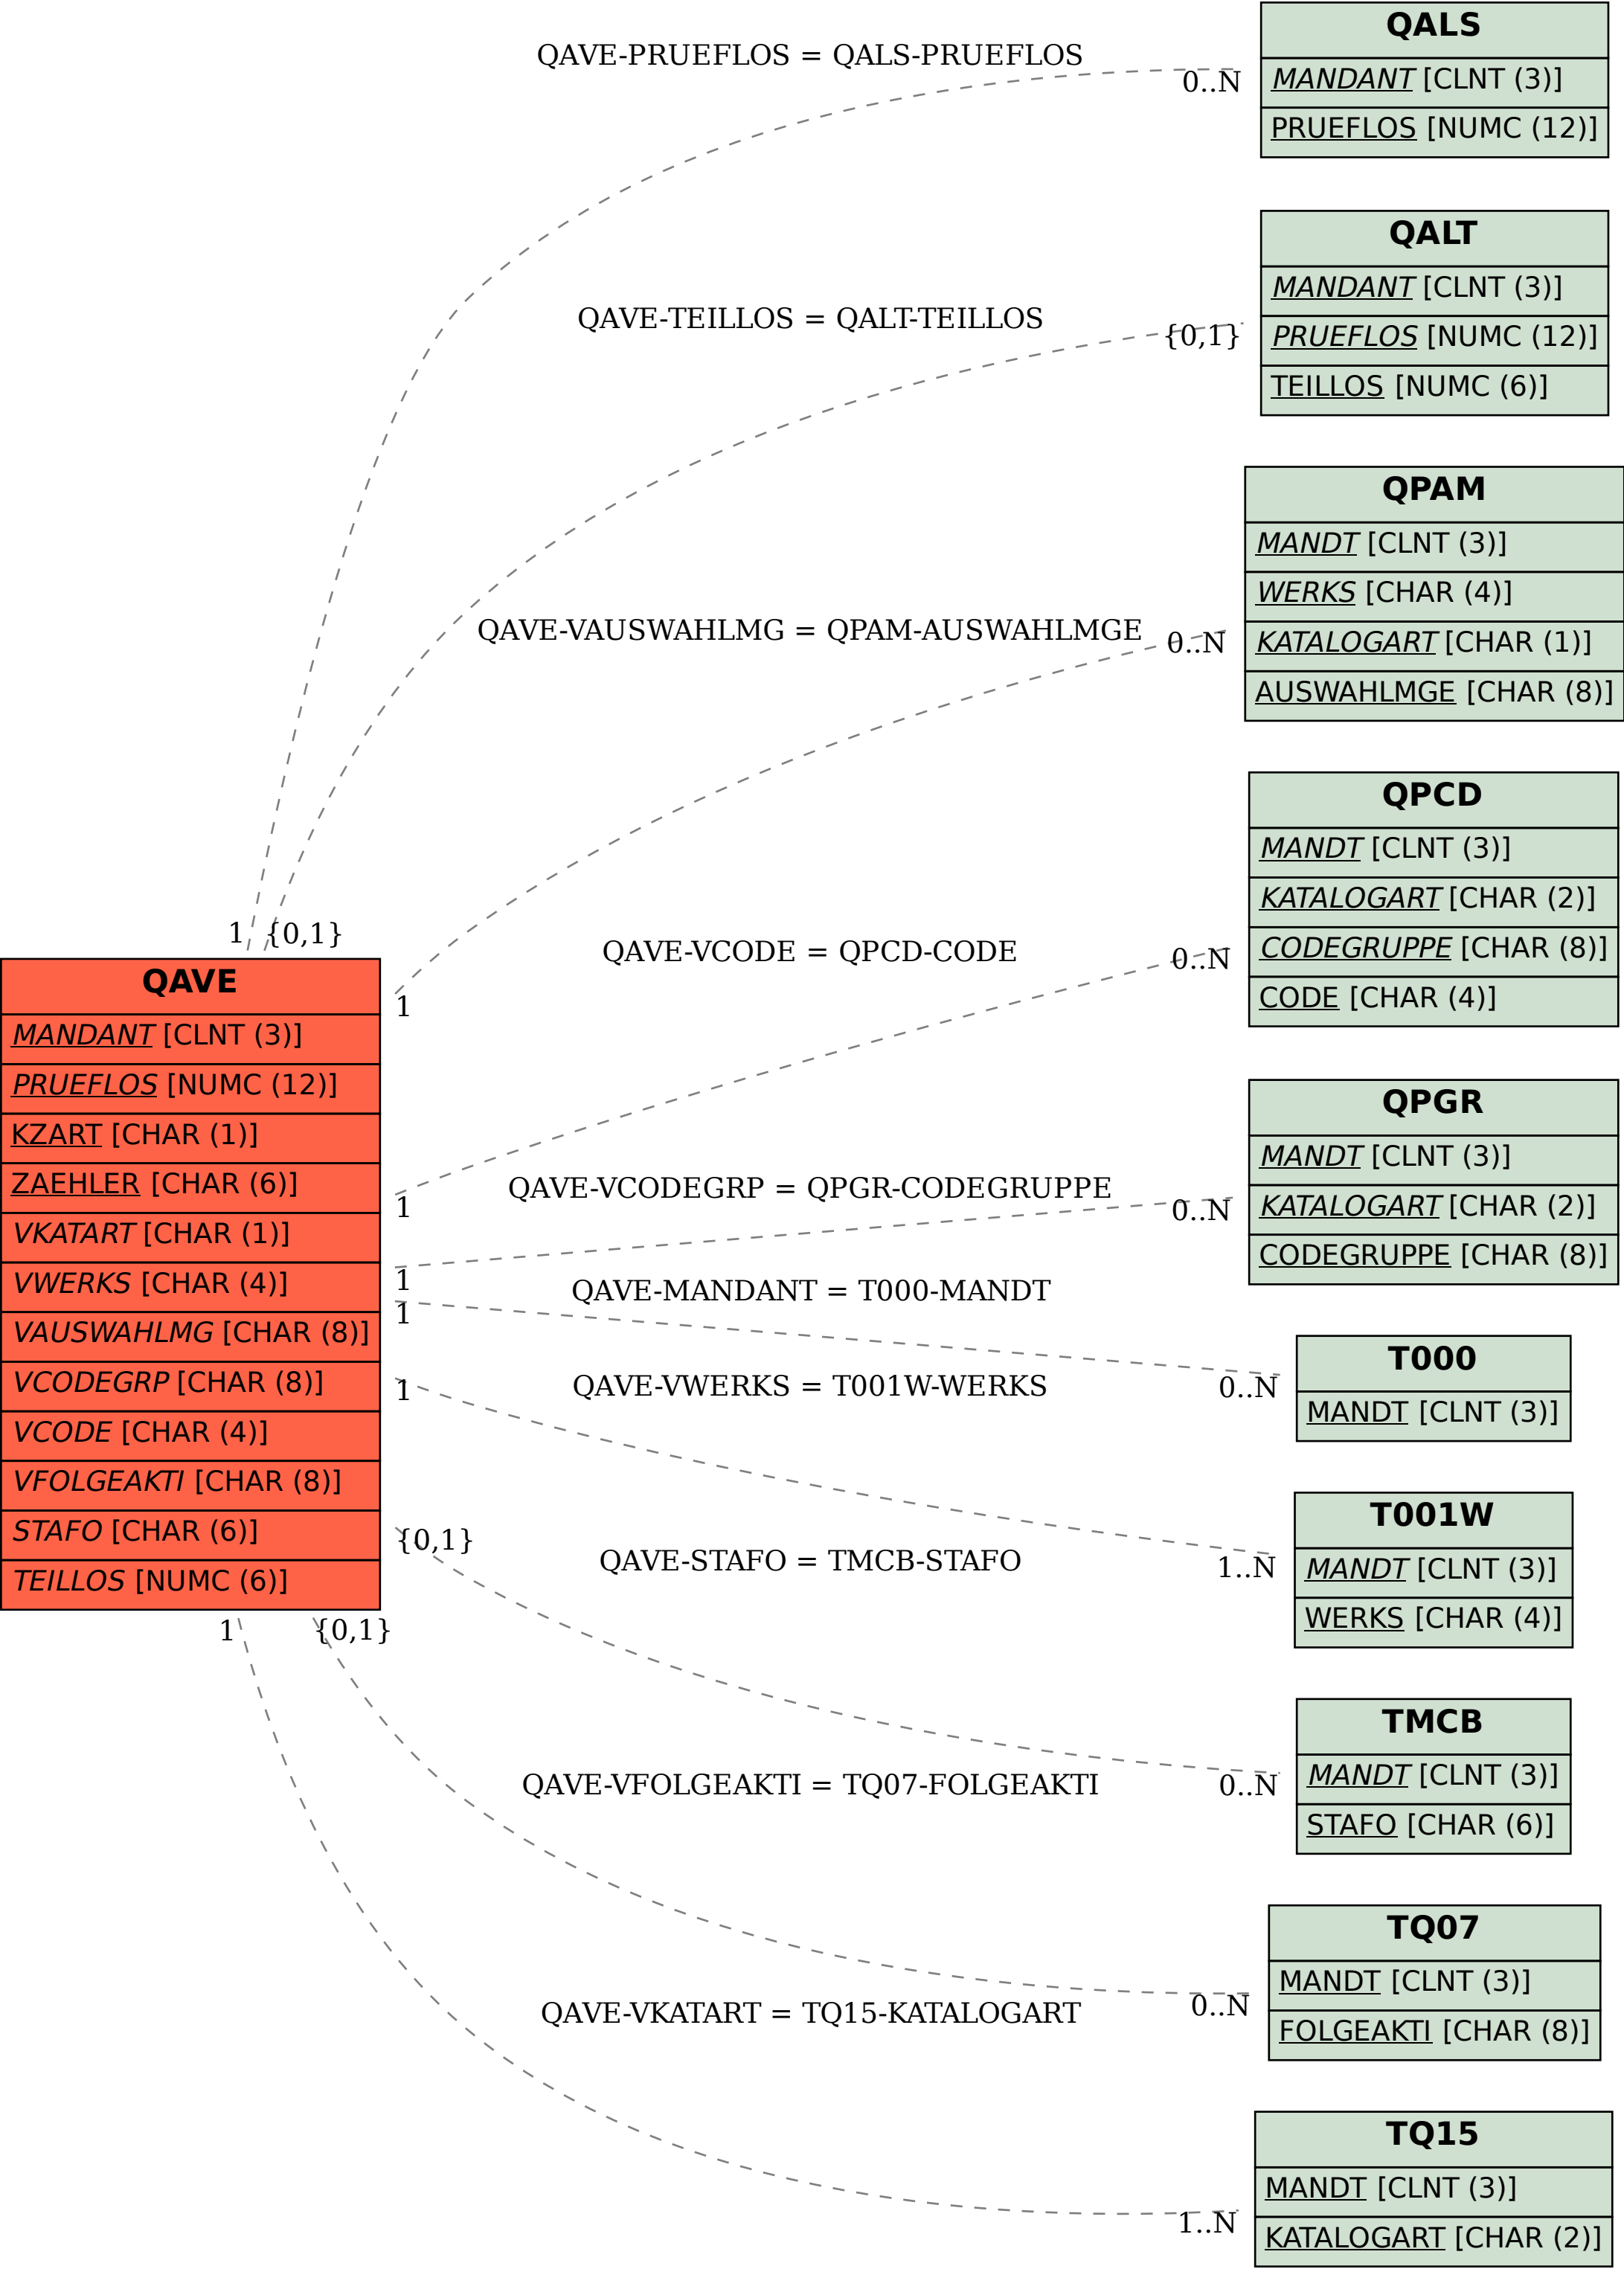 QALS
MANDANT [CLNT (3)]
PRUEFLOS [NUMC (12)]
QAVE-PRUEFLOS = QALS-PRUEFLOS
0..N
QALT
MANDANT [CLNT (3)]
PRUEFLOS [NUMC (12)]
TEILLOS [NUMC (6)]
QAVE-TEILLOS = QALT-TEILLOS
{0,1}
QPAM
MANDT [CLNT (3)]
WERKS [CHAR (4)]
KATALOGART [CHAR (1)]
AUSWAHLMGE [CHAR (8)]
QAVE-VAUSWAHLMG = QPAM-AUSWAHLMGE
0..N
QPCD
MANDT [CLNT (3)]
KATALOGART [CHAR (2)]
CODEGRUPPE [CHAR (8)]
CODE [CHAR (4)]
QAVE-VCODE = QPCD-CODE
0..N
1
{0,1}
QAVE
MANDANT [CLNT (3)]
PRUEFLOS [NUMC (12)]
KZART [CHAR (1)]
ZAEHLER [CHAR (6)]
VKATART [CHAR (1)]
VWERKS [CHAR (4)]
VAUSWAHLMG [CHAR (8)]
VCODEGRP [CHAR (8)]
VCODE [CHAR (4)]
VFOLGEAKTI [CHAR (8)]
STAFO [CHAR (6)]
TEILLOS [NUMC (6)]
1
1
1
1
1
{0,1}
1
{0,1}
QPGR
MANDT [CLNT (3)]
KATALOGART [CHAR (2)]
CODEGRUPPE [CHAR (8)]
QAVE-VCODEGRP = QPGR-CODEGRUPPE
0..N
QAVE-MANDANT = T000-MANDT
0..N
T000
MANDT [CLNT (3)]
QAVE-VWERKS = T001W-WERKS
1..N
T001W
MANDT [CLNT (3)]
WERKS [CHAR (4)]
QAVE-STAFO = TMCB-STAFO
0..N
TMCB
MANDT [CLNT (3)]
STAFO [CHAR (6)]
QAVE-VFOLGEAKTI = TQ07-FOLGEAKTI
0..N
TQ07
MANDT [CLNT (3)]
FOLGEAKTI [CHAR (8)]
QAVE-VKATART = TQ15-KATALOGART
1..N
TQ15
MANDT [CLNT (3)]
KATALOGART [CHAR (2)]